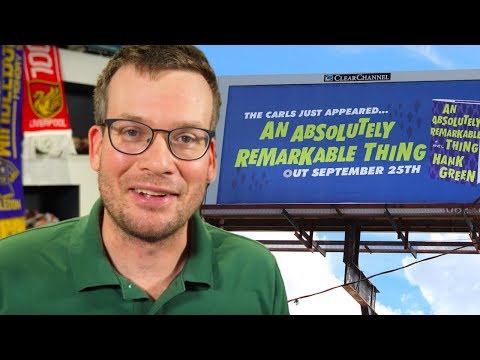 CLEARCHANNEL
THE CARLS JUST APPEARED...
AN ABSOLUTELY
REMARKABLE THING
OUT SEPTEMBER 25TH
AN
ABSOLUTELY
REMARKABLE
THING
HANK
GREEN
LIVERPOOL
WIMBLEDON